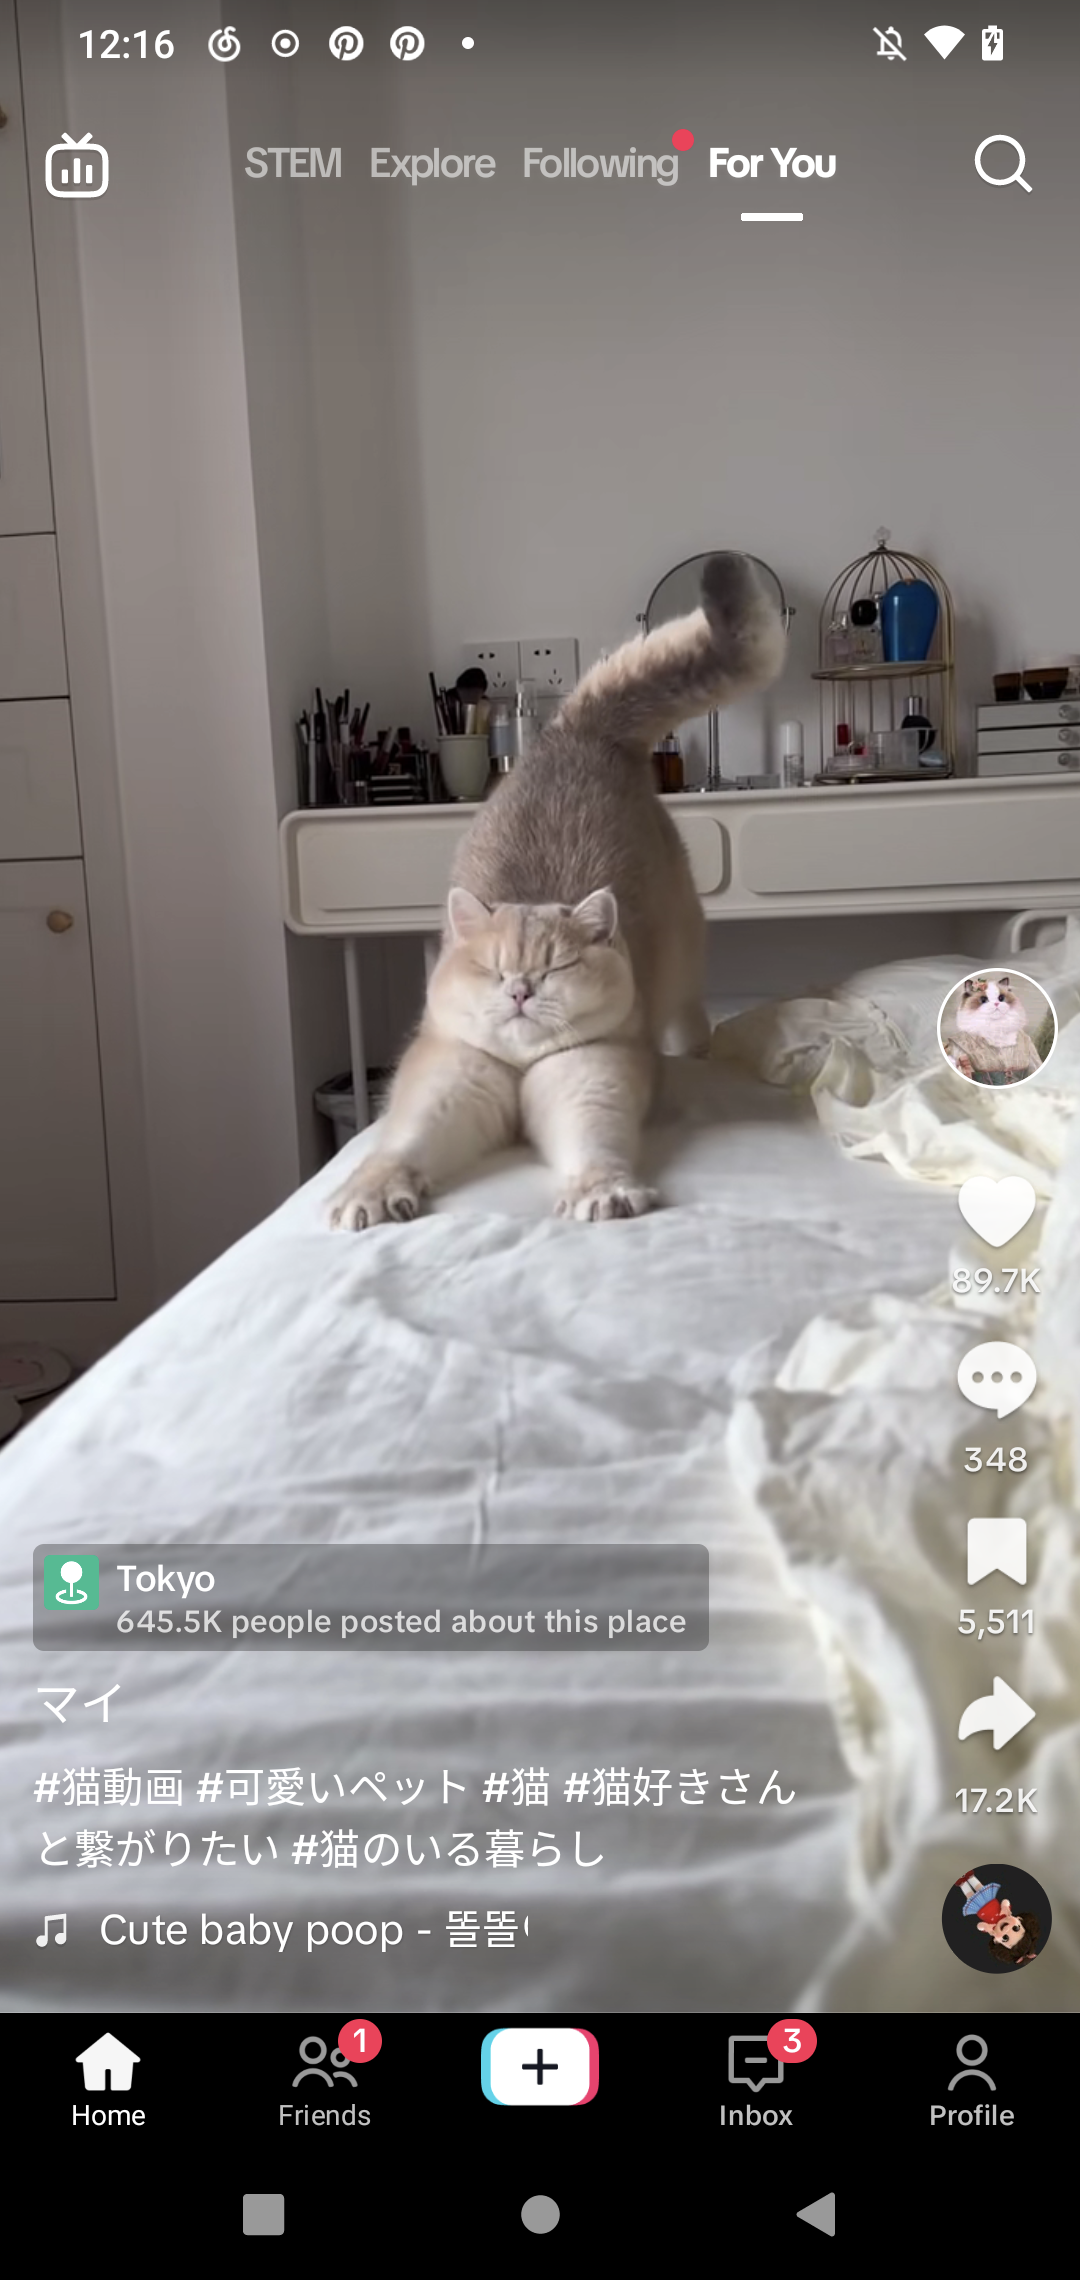 12:16
STEM Explore Following For You
89.7K
348
5,511
17.2K
Tokyo
645.5K people posted about this place
マイ
#猫動画 #可愛いペット #猫 #猫好きさん
と繋がりたい #猫のいる暮らし
Cute baby poop - 똘똘
Home
Friends 1
Inbox 3
Profile